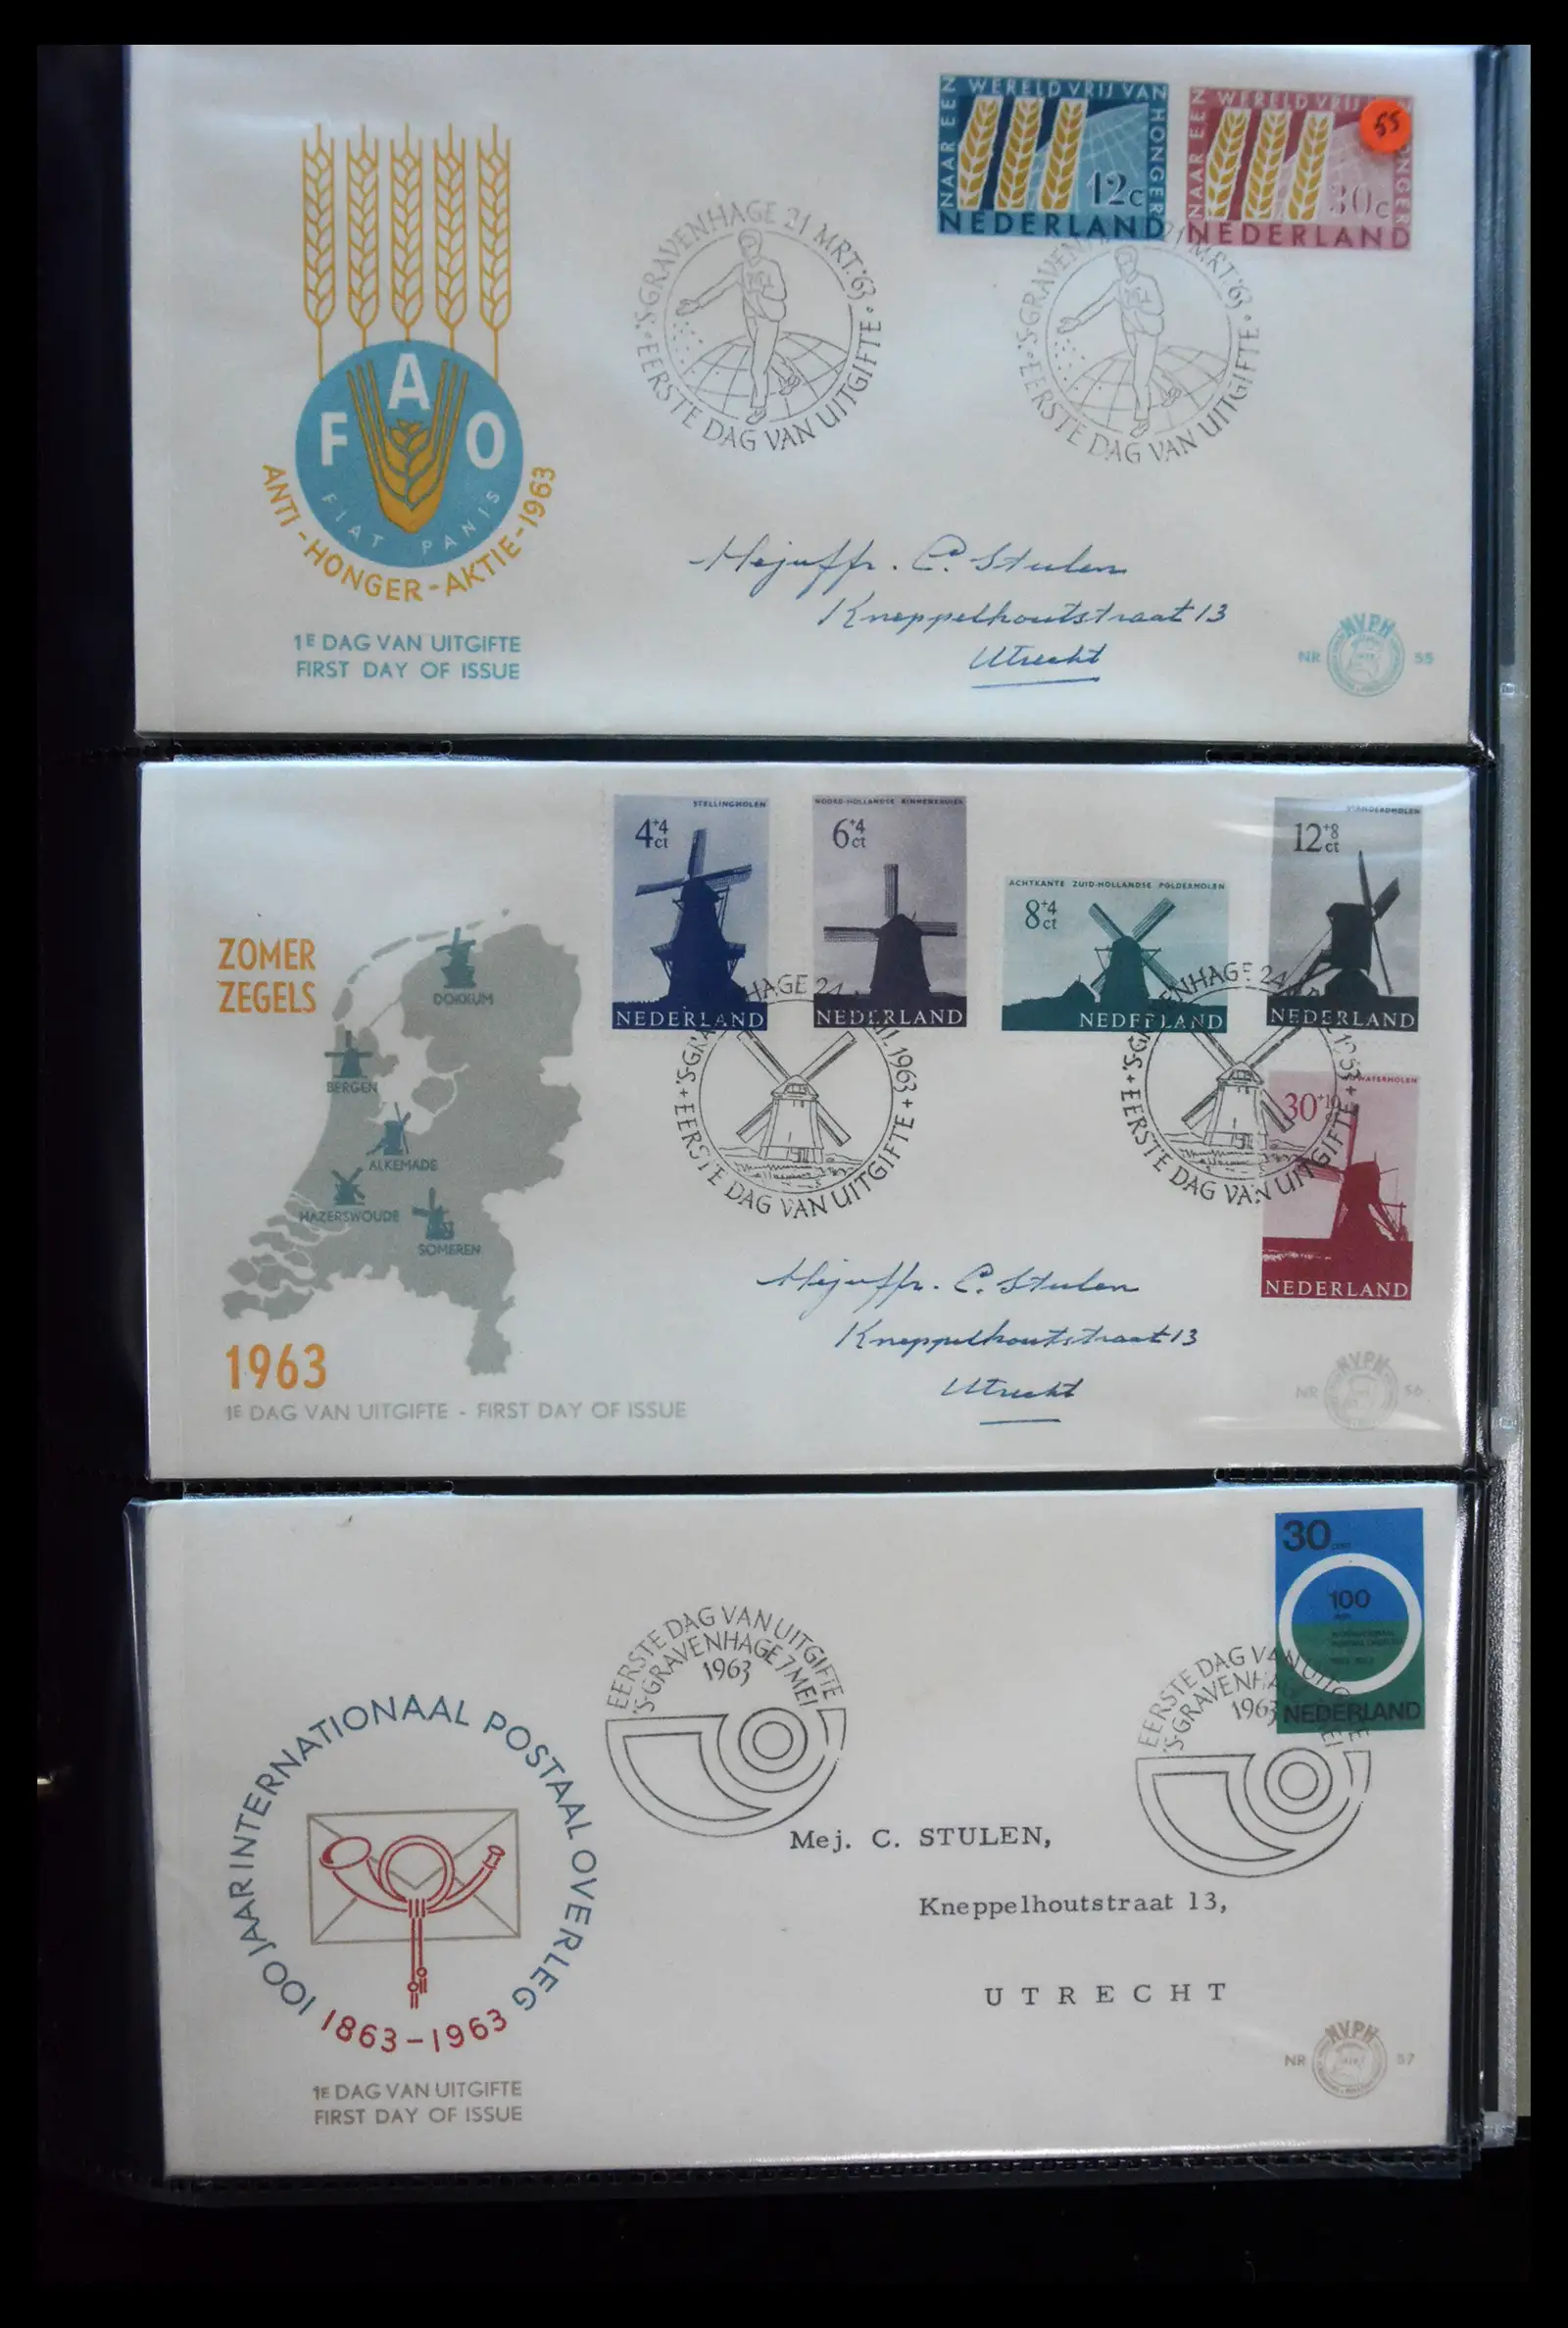 NAAR EEN WERELD VRIJ VAN HONGER
12c
NEDERLAND
NAAR EEN WERELD VRIJ
HONGER
30c
NEDERLAND
55
'S-GRAVENHAGE 21 MRT.'63
EERSTE DAG VAN UITGIFTE
21 MRT.'63
EERSTE DAG VAN UITGIFTE
F A O
FIAT PANIS
ANTI-HONGER-AKTIE-1963
1E DAG VAN UITGIFTE
FIRST DAY OF ISSUE
Mejuffr. C. Stulen
Kneppelhoutstraat 13
Utrecht
NR NVPH 55
STELLINGMOLEN
4+4 ct
NEDERLAND
NOORD-HOLLANDSE BINNENKRUIER
6+4 ct
NEDERLAND
ACHTKANTE ZUID-HOLLANDSE POLDERMOLEN
8+4 ct
NEDERLAND
STANDERDMOLEN
12+8 ct
NEDERLAND
WATERMOLEN
30+10
NEDERLAND
ZOMER
ZEGELS
DOKKUM
BERGEN
ALKEMADE
HAZERSWOUDE
SOMEREN
1963
1E DAG VAN UITGIFTE - FIRST DAY OF ISSUE
EERSTE DAG VAN UITGIFTE
EERSTE DAG VAN UITGIFTE
Mejuffr. C. Stulen
Kneppelhoutstraat 13
Utrecht
NR NVPH 56
30 CENT
100
NEDERLAND
EERSTE DAG VAN UITGIFTE
'S-GRAVENHAGE 7 MEI
1963
EERSTE DAG VAN
'S-GRAVENHAGE
1963
100 JAAR INTERNATIONAAL POSTAAL OVERLEG
1863-1963
1E DAG VAN UITGIFTE
FIRST DAY OF ISSUE
Mej. C. STULEN,
Kneppelhoutstraat 13,
UTRECHT
NR NVPH 57